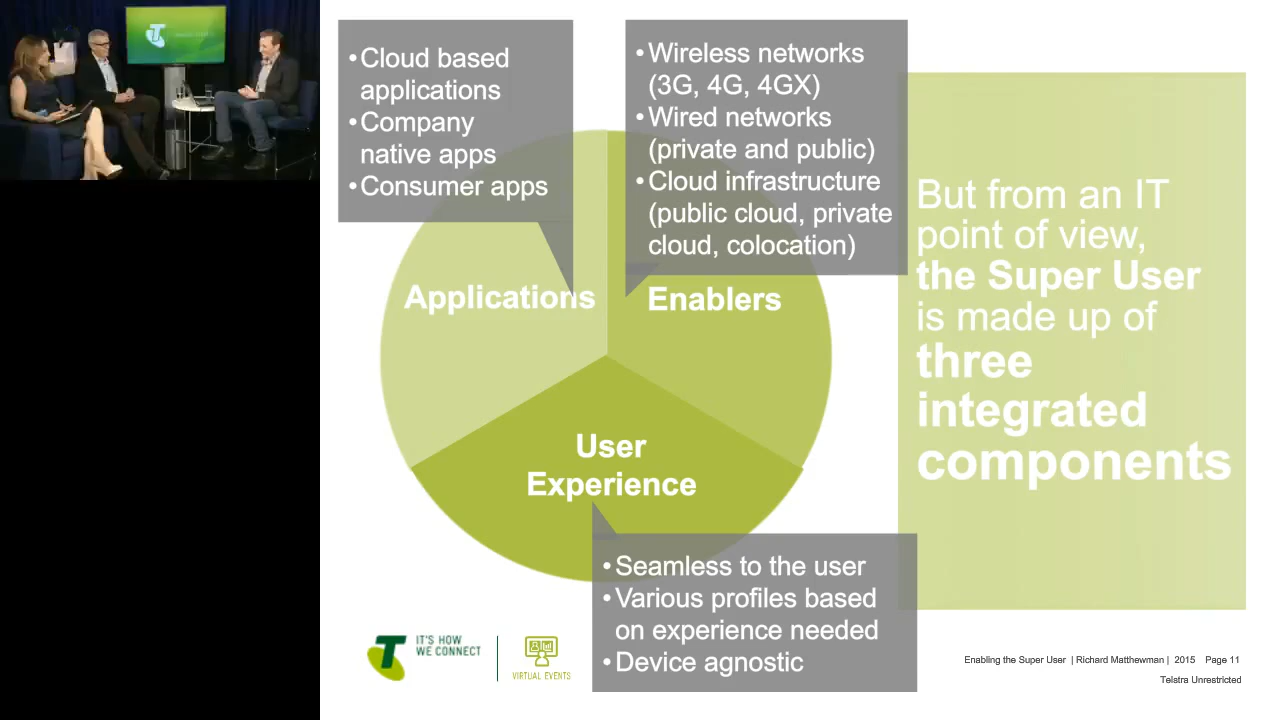 •Cloud based
applications
•Company
native apps
•Consumer apps
•Wireless networks
(3G, 4G, 4GX)
•Wired networks
(private and public)
•Cloud infrastructure
(public cloud, private
cloud, colocation)
Applications
Enablers
User
Experience
•Seamless to the user
•Various profiles based
on experience needed
•Device agnostic
But from an IT
point of view,
the Super User
is made up of
three
integrated
components
IT'S HOW
WE CONNECT
VIRTUAL EVENTS
Enabling the Super User | Richard Matthewman | 2015 Page 11
Telstra Unrestricted